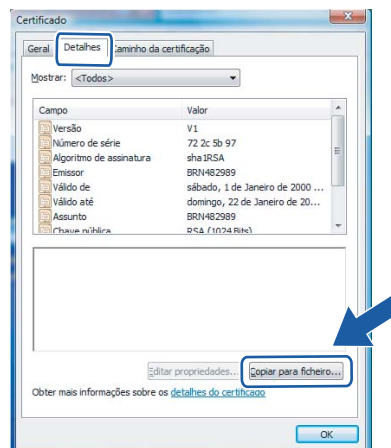 Certificado
Geral Detalhes Caminho da certificação
Mostrar: <Todos>
Campo Valor
Versão V1
Número de série 72 2c 5b 97
Algoritmo de assinatura sha1RSA
Emissor BRN482989
Válido de sábado, 1 de Janeiro de 2000 ...
Válido até domingo, 22 de Janeiro de 20...
Assunto BRN482989
Chave pública RSA (1024 Bits)
Editar propriedades... Copiar para ficheiro...
Obter mais informações sobre os detalhes do certificado
OK